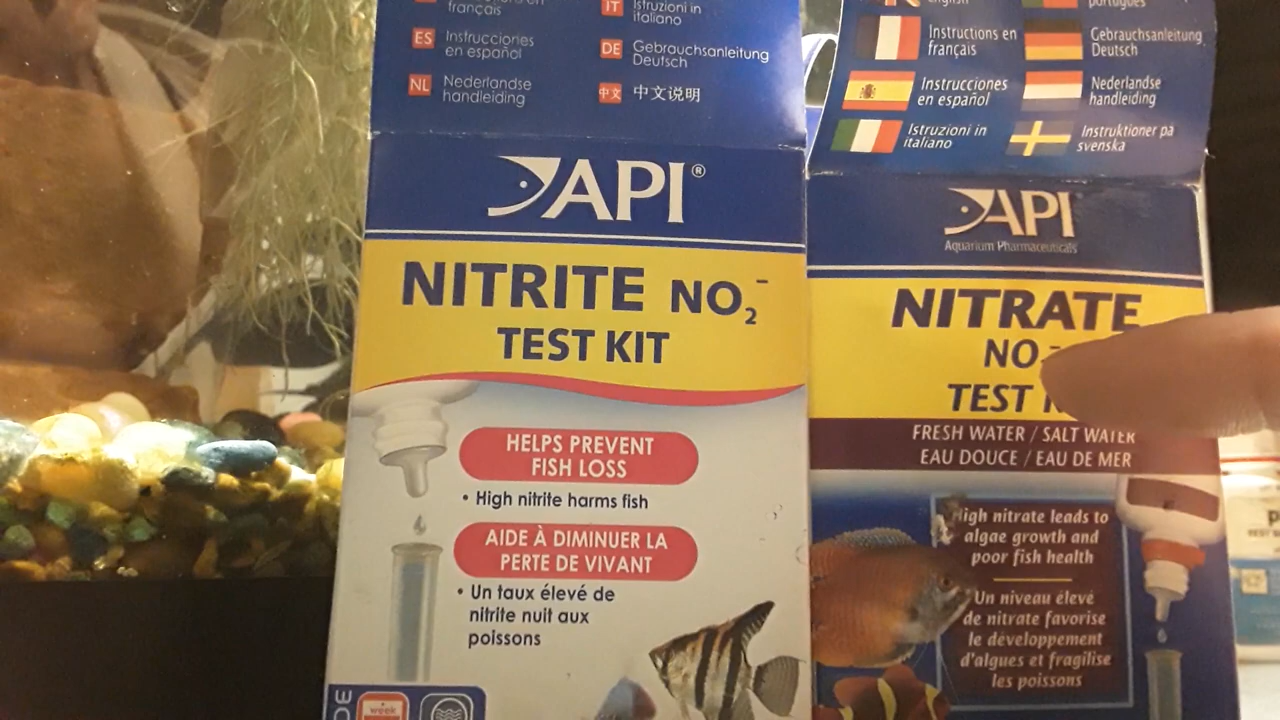 français
IT Istruzioni in
italiano
ES Instrucciones
en español
DE Gebrauchsanleitung
Deutsch
NL Nederlandse
handleiding
中文 中文说明
API®
NITRITE NO₂⁻
TEST KIT
HELPS PREVENT
FISH LOSS
• High nitrite harms fish
AIDE À DIMINUER LA
PERTE DE VIVANT
• Un taux élevé de
nitrite nuit aux
poissons
week
English
português
Instructions en
français
Gebrauchsanleitung
Deutsch
Instrucciones
en español
Nederlandse
handleiding
Istruzioni in
italiano
Instruktioner pa
svenska
API
Aquarium Pharmaceuticals
NITRATE
NO
TEST
FRESH WATER / SALT WATER
EAU DOUCE / EAU DE MER
High nitrate leads to
algae growth and
poor fish health
Un niveau élevé
de nitrate favorise
le développement
d'algues et fragilise
les poissons